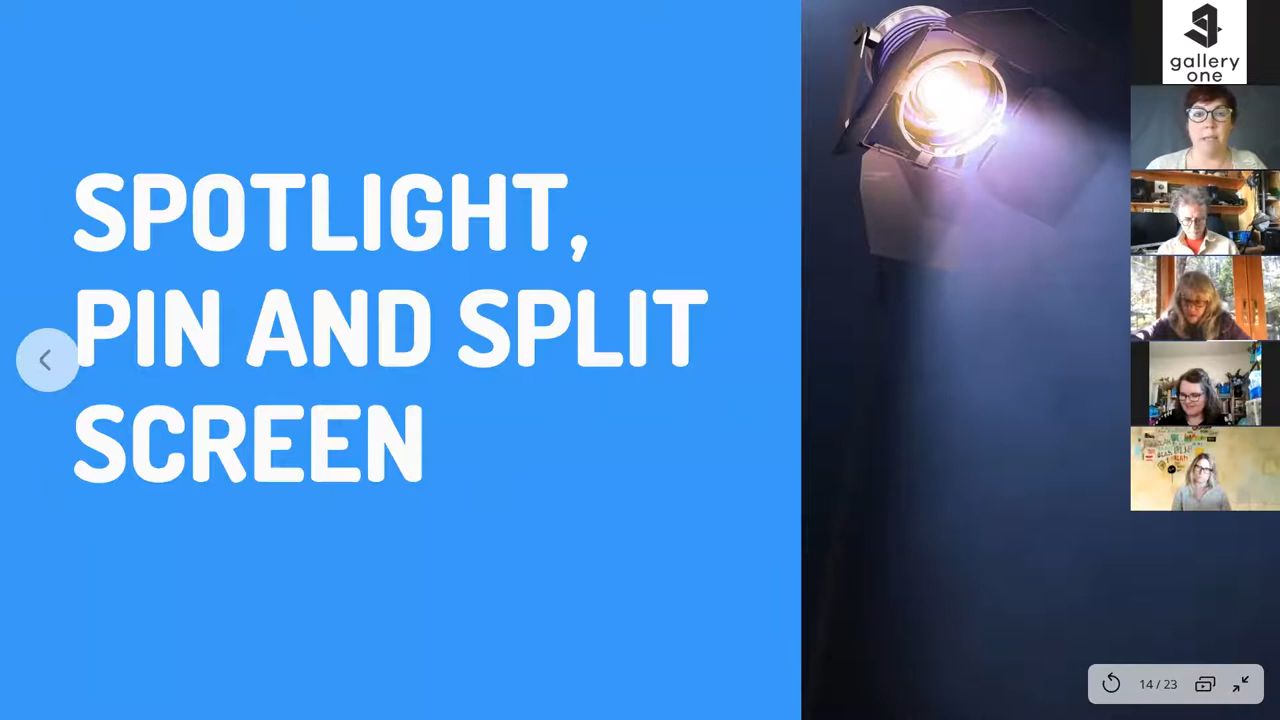 SPOTLIGHT,
PIN AND SPLIT
SCREEN
gallery
one
14 / 23